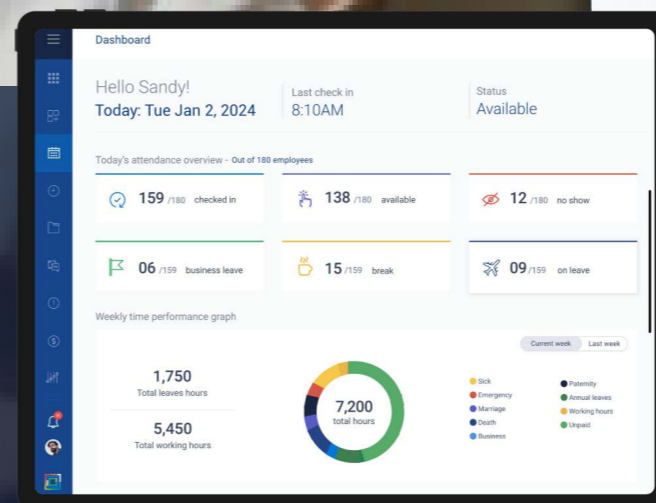 Dashboard
Hello Sandy!
Today: Tue Jan 2, 2024
Last check in
8:10AM
Status
Available
Today's attendance overview - Out of 180 employees
159 /180 checked in
138 /180 available
12 /180 no show
06 /159 business leave
15 /159 break
09 /159 on leave
Weekly time performance graph
Current week Last week
1,750
Total leaves hours
5,450
Total working hours
7,200
total hours
Sick
Emergency
Marriage
Death
Business
Paternity
Annual leaves
Working hours
Unpaid